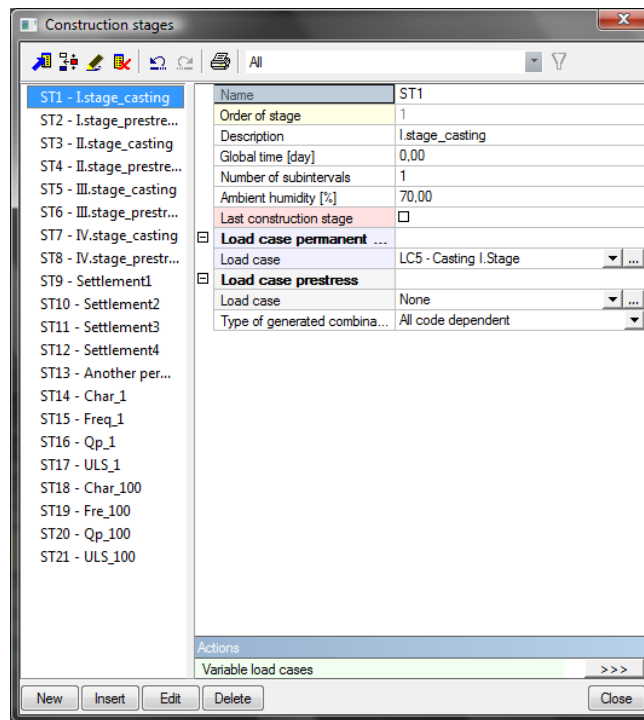 Construction stages
All
ST1 - I.stage_casting
ST2 - I.stage_prestre...
ST3 - II.stage_casting
ST4 - II.stage_prestre...
ST5 - III.stage_casting
ST6 - III.stage_prestr...
ST7 - IV.stage_casting
ST8 - IV.stage_prestr...
ST9 - Settlement1
ST10 - Settlement2
ST11 - Settlement3
ST12 - Settlement4
ST13 - Another per...
ST14 - Char_1
ST15 - Freq_1
ST16 - Qp_1
ST17 - ULS_1
ST18 - Char_100
ST19 - Fre_100
ST20 - Qp_100
ST21 - ULS_100
Name ST1
Order of stage 1
Description I.stage_casting
Global time [day] 0,00
Number of subintervals 1
Ambient humidity [%] 70,00
Last construction stage
Load case permanent ...
Load case LC5 - Casting I.Stage ...
Load case prestress
Load case None ...
Type of generated combina... All code dependent
Actions
Variable load cases >>>
New Insert Edit Delete Close